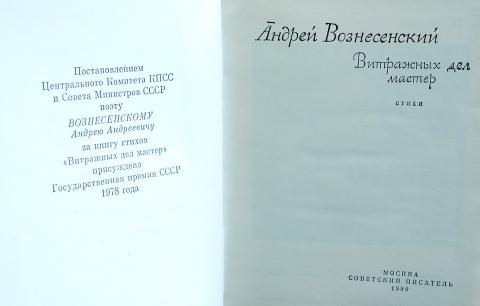 Постановлением
Центрального Комитета КПСС
и Совета Министров СССР
поэту
ВОЗНЕСЕНСКОМУ
Андрею Андреевичу
за книгу стихов
«Витражных дел мастер»
присуждена
Государственная премия СССР
1978 года
Андрей Вознесенский
Витражных дел
мастер
СТИХИ
МОСКВА
СОВЕТСКИЙ ПИСАТЕЛЬ
1980